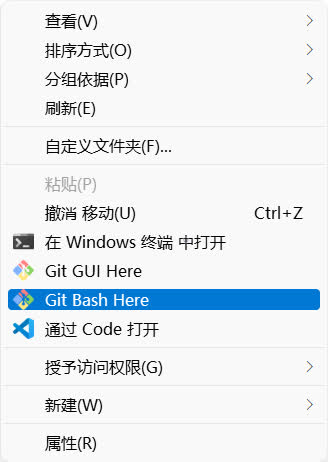 查看(V)
排序方式(O)
分组依据(P)
刷新(E)
自定义文件夹(F)...
粘贴(P)
撤消 移动(U) Ctrl+Z
在 Windows 终端 中打开
Git GUI Here
Git Bash Here
通过 Code 打开
授予访问权限(G)
新建(W)
属性(R)